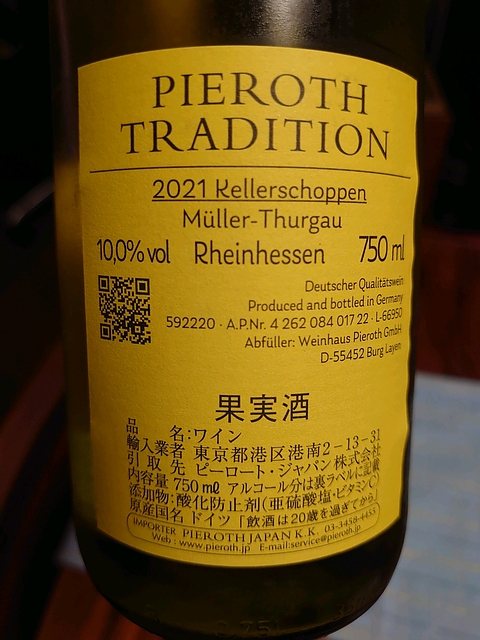 PIEROTH
TRADITION
2021 Kellerschoppen
Müller-Thurgau
10,0% vol Rheinhessen 750 ml
Deutscher Qualitätswein
Produced and bottled in Germany
592220 · A.P.Nr. 4 262 084 017 22 · L-66950
Abfüller: Weinhaus Pieroth GmbH
D-55452 Burg Layen
果実酒
品 名:ワイン
輸入業者 東京都港区港南2-13-31
引取先 ピーロート・ジャパン株式会社
内容量 750 ml アルコール分は裏ラベルに記載
添加物:酸化防止剤(亜硫酸塩・ビタミンC)
原産国名 ドイツ 「飲酒は20歳を過ぎてから」
IMPORTER PIEROTH JAPAN K.K. 03-3458-4455
Web : www.pieroth.jp E-mail:service@pieroth.jp